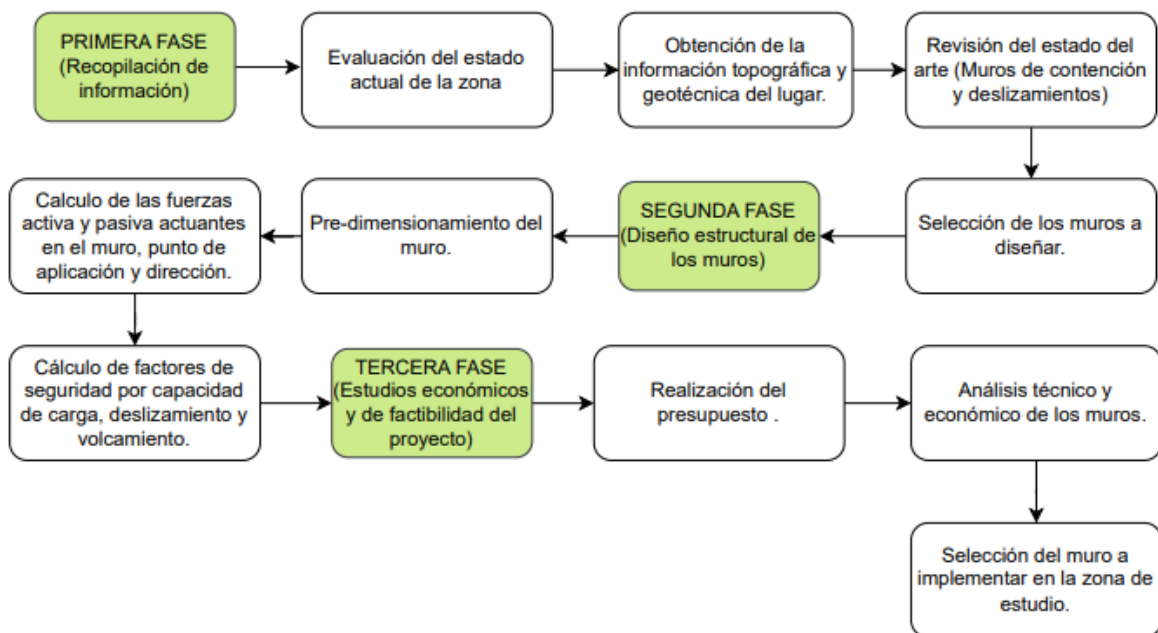 PRIMERA FASE
(Recopilación de
información)
Evaluación del estado
actual de la zona
Obtención de la
información topográfica y
geotécnica del lugar.
Revisión del estado del
arte (Muros de contención
y deslizamientos)
Selección de los muros a
diseñar.
SEGUNDA FASE
(Diseño estructural de
los muros)
Pre-dimensionamiento del
muro.
Calculo de las fuerzas
activa y pasiva actuantes
en el muro, punto de
aplicación y dirección.
Cálculo de factores de
seguridad por capacidad
de carga, deslizamiento y
volcamiento.
TERCERA FASE
(Estudios económicos
y de factibilidad del
proyecto)
Realización del
presupuesto .
Análisis técnico y
económico de los muros.
Selección del muro a
implementar en la zona de
estudio.